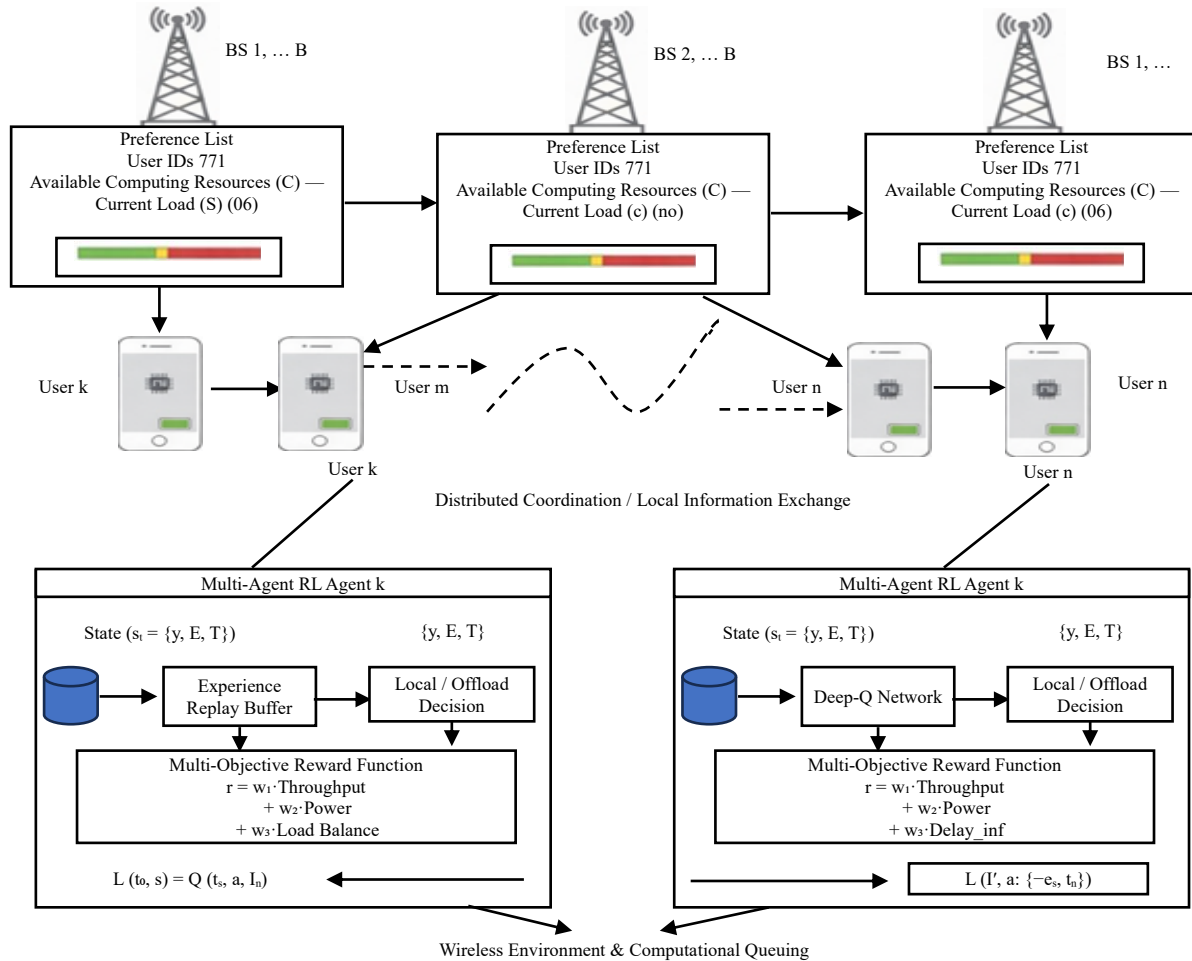 BS 1, … B
BS 2, … B
BS 1, …
Preference List
User IDs 771
Available Computing Resources (C) —
Current Load (S) (06)
Preference List
User IDs 771
Available Computing Resources (C) —
Current Load (c) (no)
Preference List
User IDs 771
Available Computing Resources (C) —
Current Load (c) (06)
User k
User m
User n
User n
User k
User n
Distributed Coordination / Local Information Exchange
Multi-Agent RL Agent k
State (sₜ = {y, E, T})
{y, E, T}
Experience
Replay Buffer
Local / Offload
Decision
Multi-Objective Reward Function
r = w₁·Throughput
+ w₂·Power
+ w₃·Load Balance
L (t₀, s) = Q (tₛ, a, Iₙ)
Multi-Agent RL Agent k
State (sₜ = {y, E, T})
{y, E, T}
Deep-Q Network
Local / Offload
Decision
Multi-Objective Reward Function
r = w₁·Throughput
+ w₂·Power
+ w₃·Delay_inf
L (I′, a: {−eₛ, tₙ})
Wireless Environment & Computational Queuing